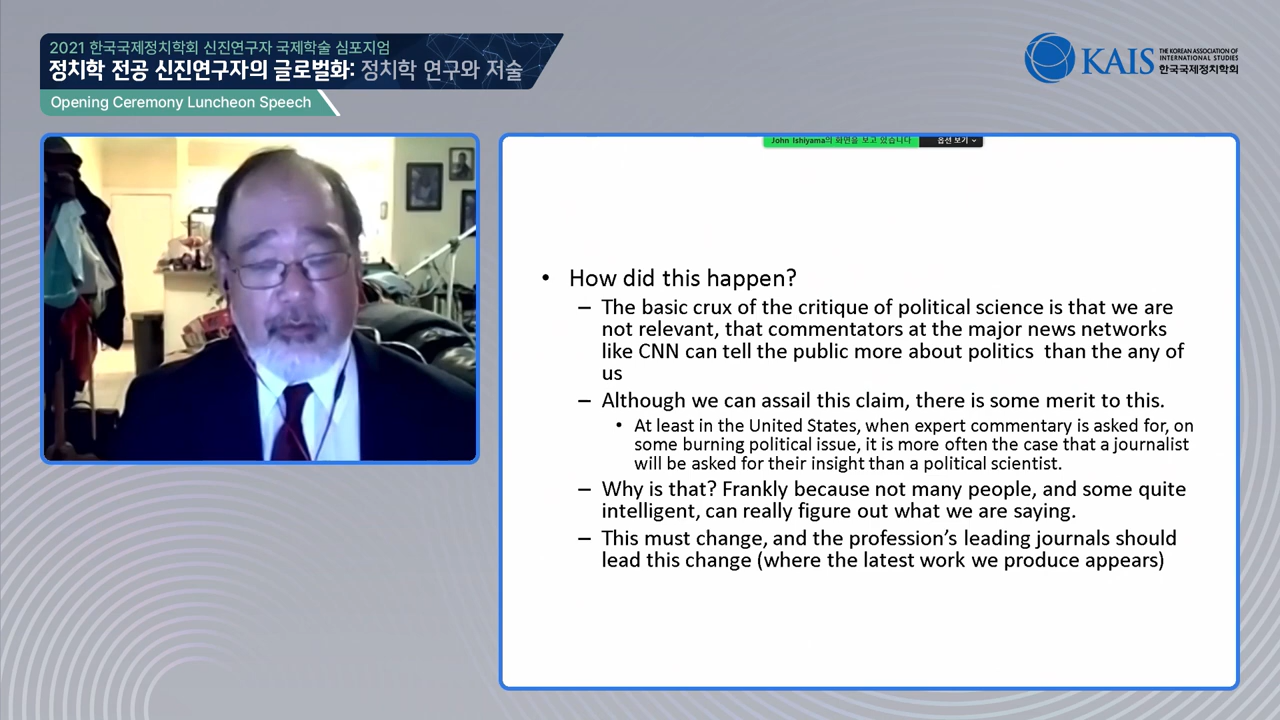 2021 한국국제정치학회 신진연구자 국제학술 심포지엄
정치학 전공 신진연구자의 글로벌화: 정치학 연구와 저술
Opening Ceremony Luncheon Speech
KAIS
THE KOREAN ASSOCIATION OF
INTERNATIONAL STUDIES
한국국제정치학회
John Ishiyama의 화면을 보고 있습니다
옵션 보기
• How did this happen?
– The basic crux of the critique of political science is that we are
not relevant, that commentators at the major news networks
like CNN can tell the public more about politics than the any of
us
– Although we can assail this claim, there is some merit to this.
• At least in the United States, when expert commentary is asked for, on
some burning political issue, it is more often the case that a journalist
will be asked for their insight than a political scientist.
– Why is that? Frankly because not many people, and some quite
intelligent, can really figure out what we are saying.
– This must change, and the profession’s leading journals should
lead this change (where the latest work we produce appears)